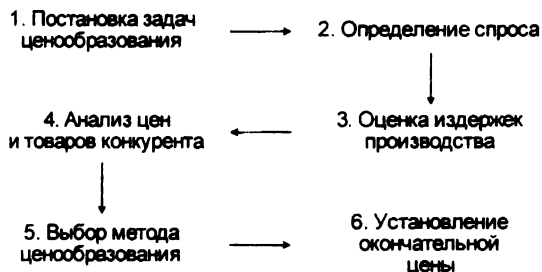 1. Постановка задач
ценообразования
2. Определение спроса
3. Оценка издержек
производства
4. Анализ цен
и товаров конкурента
5. Выбор метода
ценообразования
6. Установление
окончательной
цены